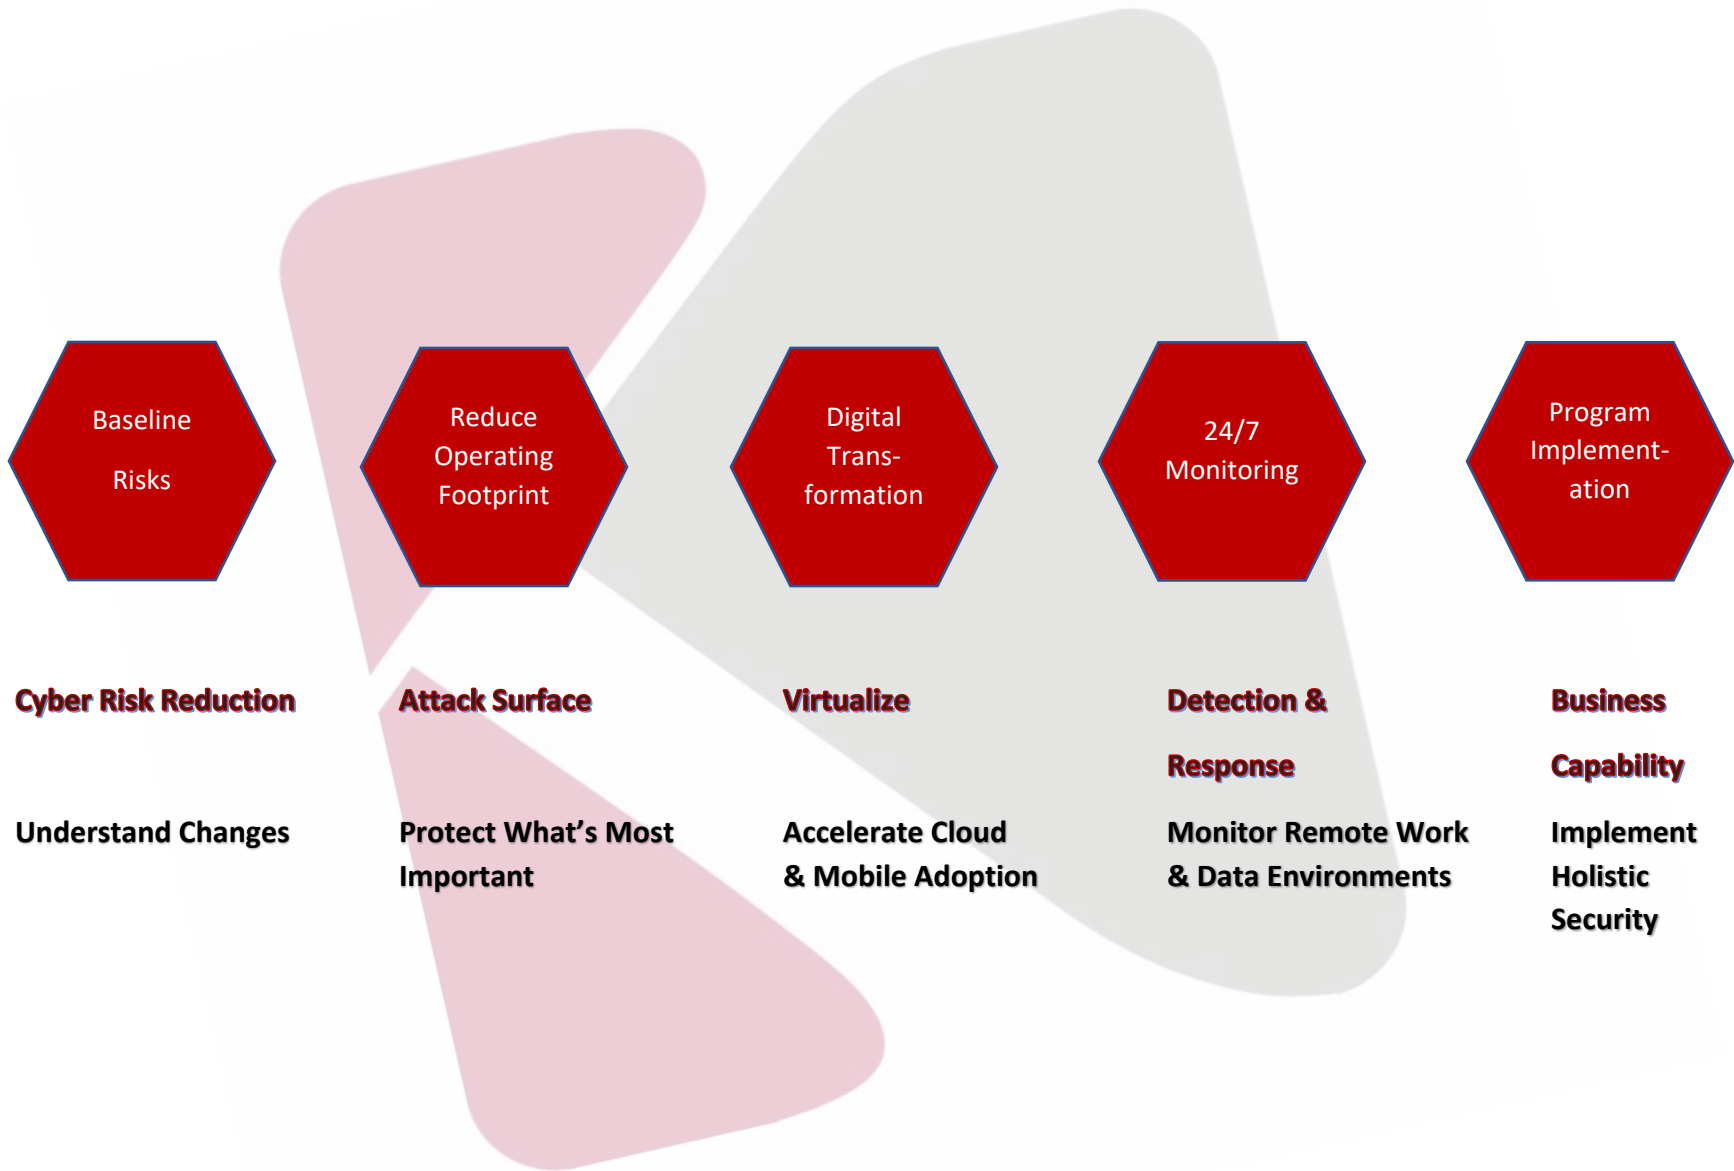 Baseline
Risks
Reduce
Operating
Footprint
Digital
Trans-
formation
24/7
Monitoring
Program
Implement-
ation
Cyber Risk Reduction
Attack Surface
Virtualize
Detection &
Response
Business
Capability
Understand Changes
Protect What’s Most
Important
Accelerate Cloud
& Mobile Adoption
Monitor Remote Work
& Data Environments
Implement
Holistic
Security